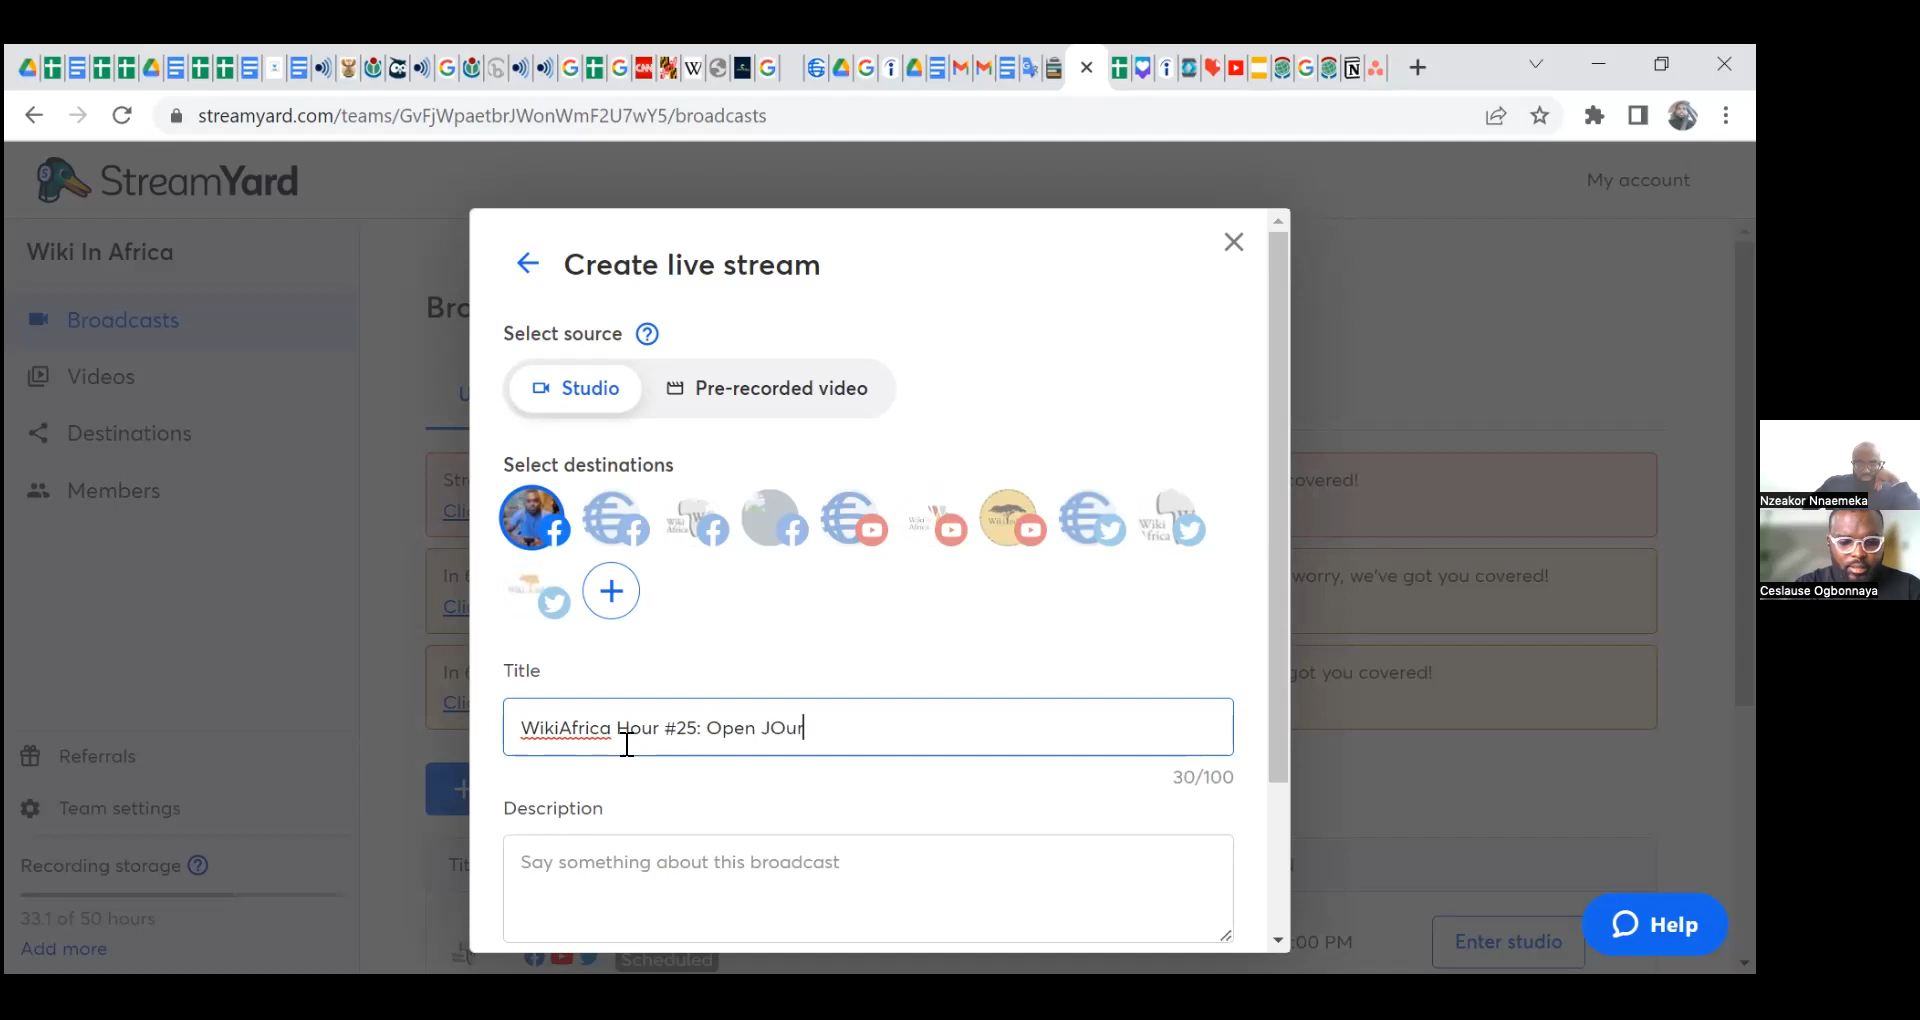 streamyard.com/teams/GvFjWpaetbrJWonWmF2U7wY5/broadcasts
StreamYard
My account
Wiki In Africa
Broadcasts
Videos
Destinations
Members
Referrals
Team settings
Recording storage
33.1 of 50 hours
Add more
Create live stream
Select source
Studio
Pre-recorded video
Select destinations
Title
WikiAfrica Hour #25: Open JOur
30/100
Description
Say something about this broadcast
covered!
worry, we've got you covered!
got you covered!
:00 PM
Enter studio
Scheduled
Help
Nzeakor Nnaemeka
Ceslause Ogbonnaya